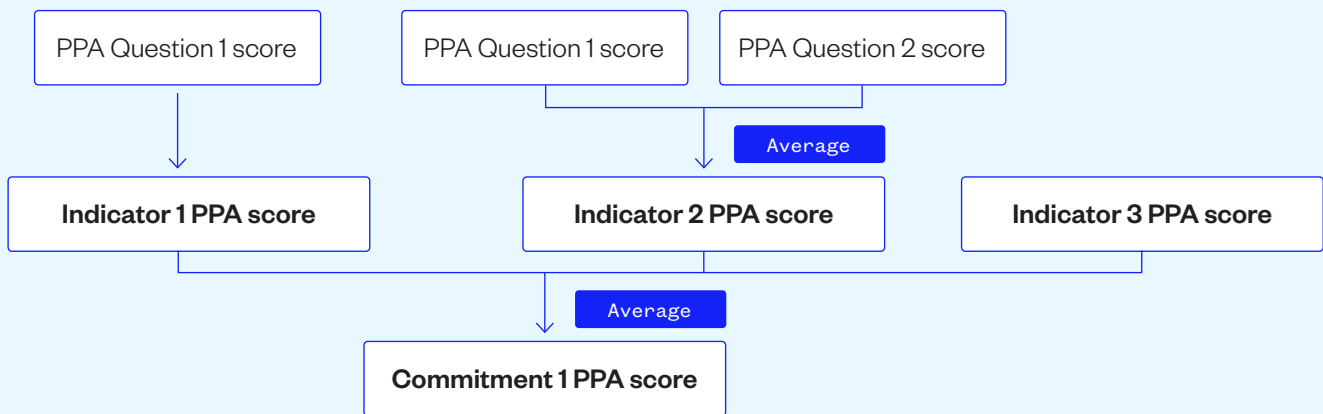 PPA Question 1 score
PPA Question 1 score
PPA Question 2 score
Average
Indicator 1 PPA score
Indicator 2 PPA score
Indicator 3 PPA score
Average
Commitment 1 PPA score